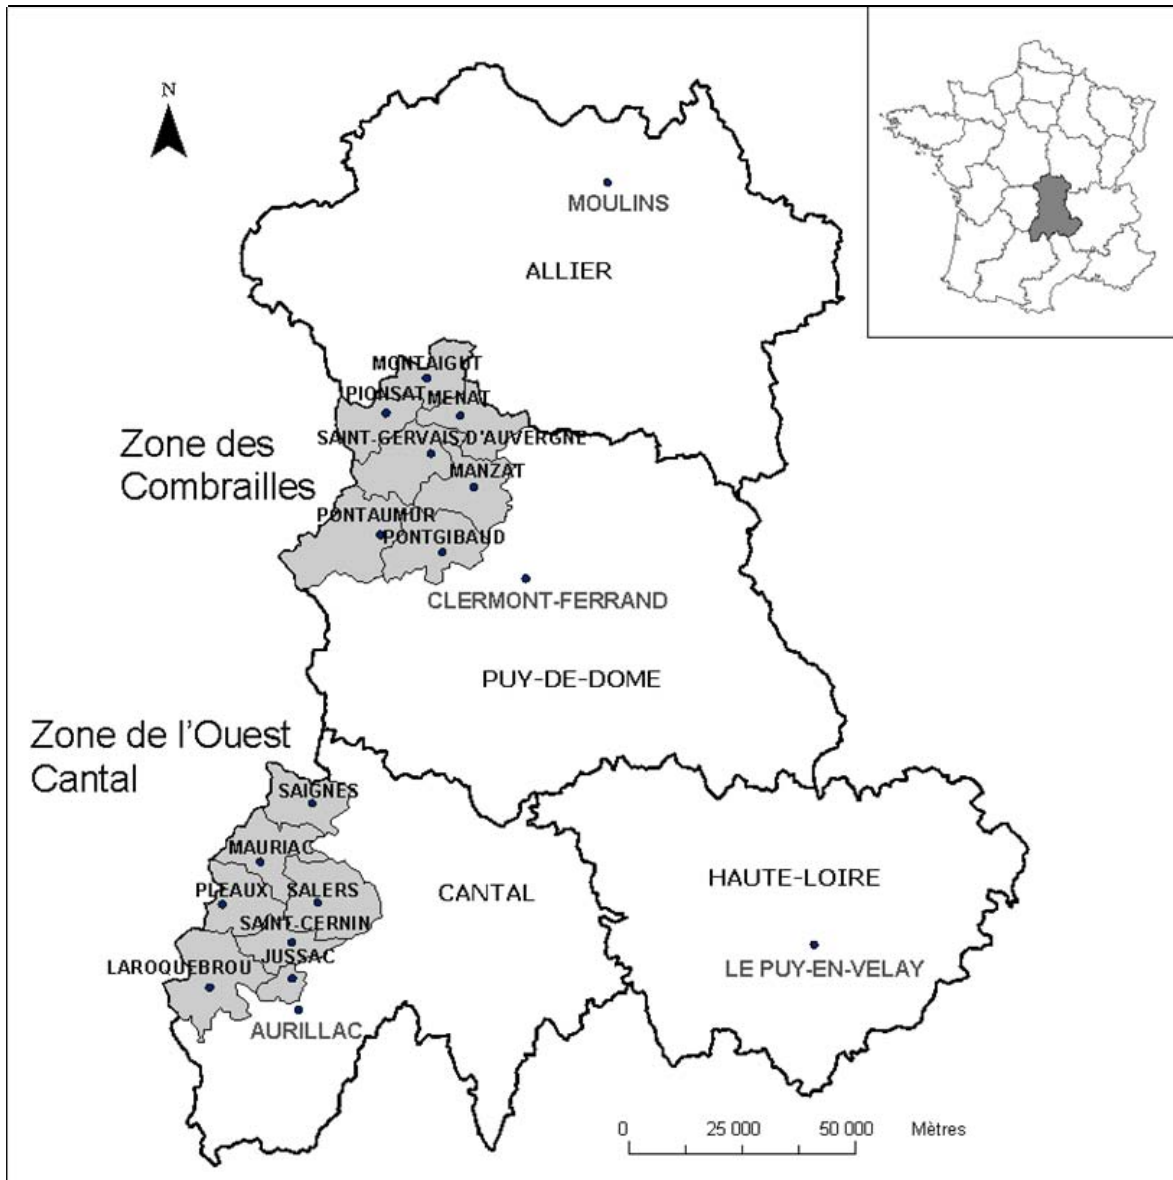 N
MOULINS
ALLIER
MONTAIGUT
PIONSAT
MENAT
SAINT-GERVAIS D'AUVERGNE
Zone des
Combrailles
MANZAT
PONTAUMUR
PONTGIBAUD
CLERMONT-FERRAND
PUY-DE-DOME
Zone de l'Ouest
Cantal
SAIGNES
MAURIAC
PLEAUX
SALERS
CANTAL
HAUTE-LOIRE
SAINT-CERNIN
JUSSAC
LAROQUEBROU
LE PUY-EN-VELAY
AURILLAC
0 25 000 50 000 Mètres